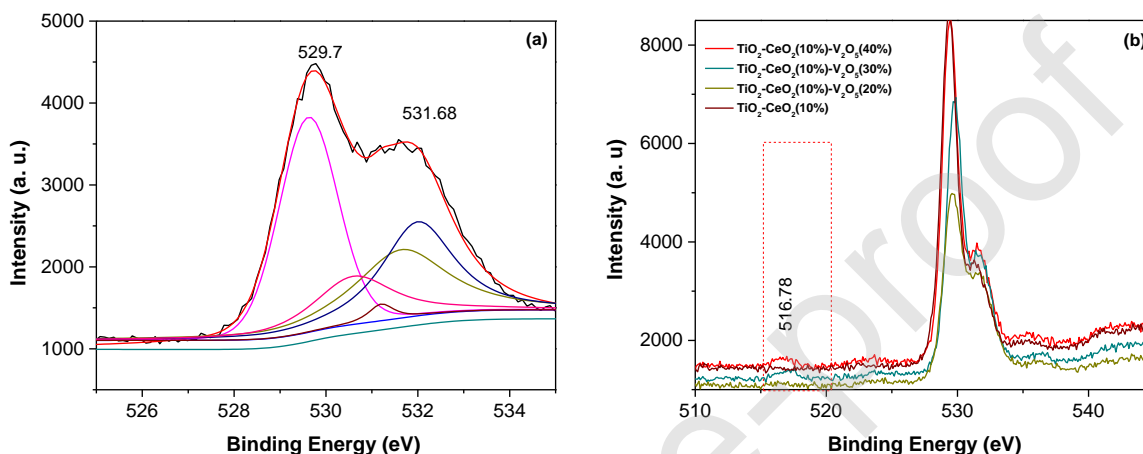 (a)
529.7
531.68
5000
4000
3000
2000
1000
Intensity (a. u.)
526 528 530 532 534
Binding Energy (eV)
(b)
TiO2-CeO2(10%)-V2O5(40%)
TiO2-CeO2(10%)-V2O5(30%)
TiO2-CeO2(10%)-V2O5(20%)
TiO2-CeO2(10%)
516.78
8000
6000
4000
2000
Intensity (a. u)
510 520 530 540
Binding Energy (eV)
e-proof